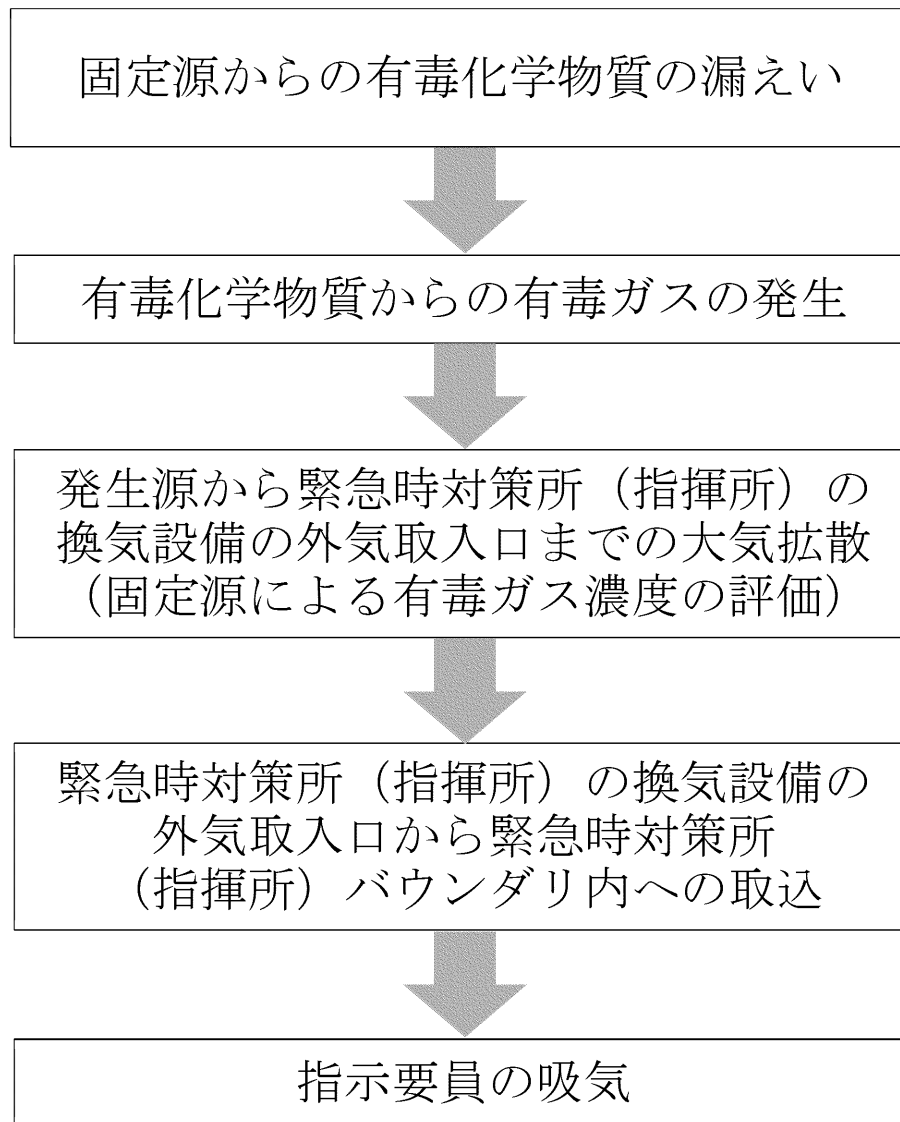 固定源からの有毒化学物質の漏えい
有毒化学物質からの有毒ガスの発生
発生源から緊急時対策所（指揮所）の
換気設備の外気取入口までの大気拡散
（固定源による有毒ガス濃度の評価）
緊急時対策所（指揮所）の換気設備の
外気取入口から緊急時対策所
（指揮所）バウンダリ内への取込
指示要員の吸気